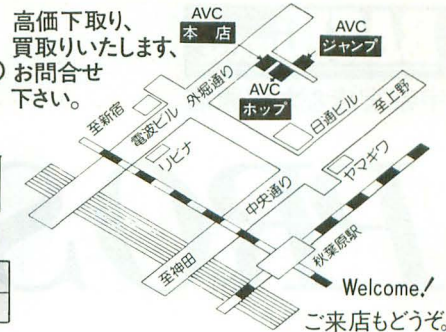 高価下取り、
買取りいたします、
お問合せ
下さい。
AVC
本店
AVC
ジャンプ
AVC
ホップ
外堀通り
至新宿
電波ビル
リビナ
日通ビル
至上野
ヤマギワ
中央通り
至神田
秋葉原駅
Welcome!
ご来店もどうぞ。